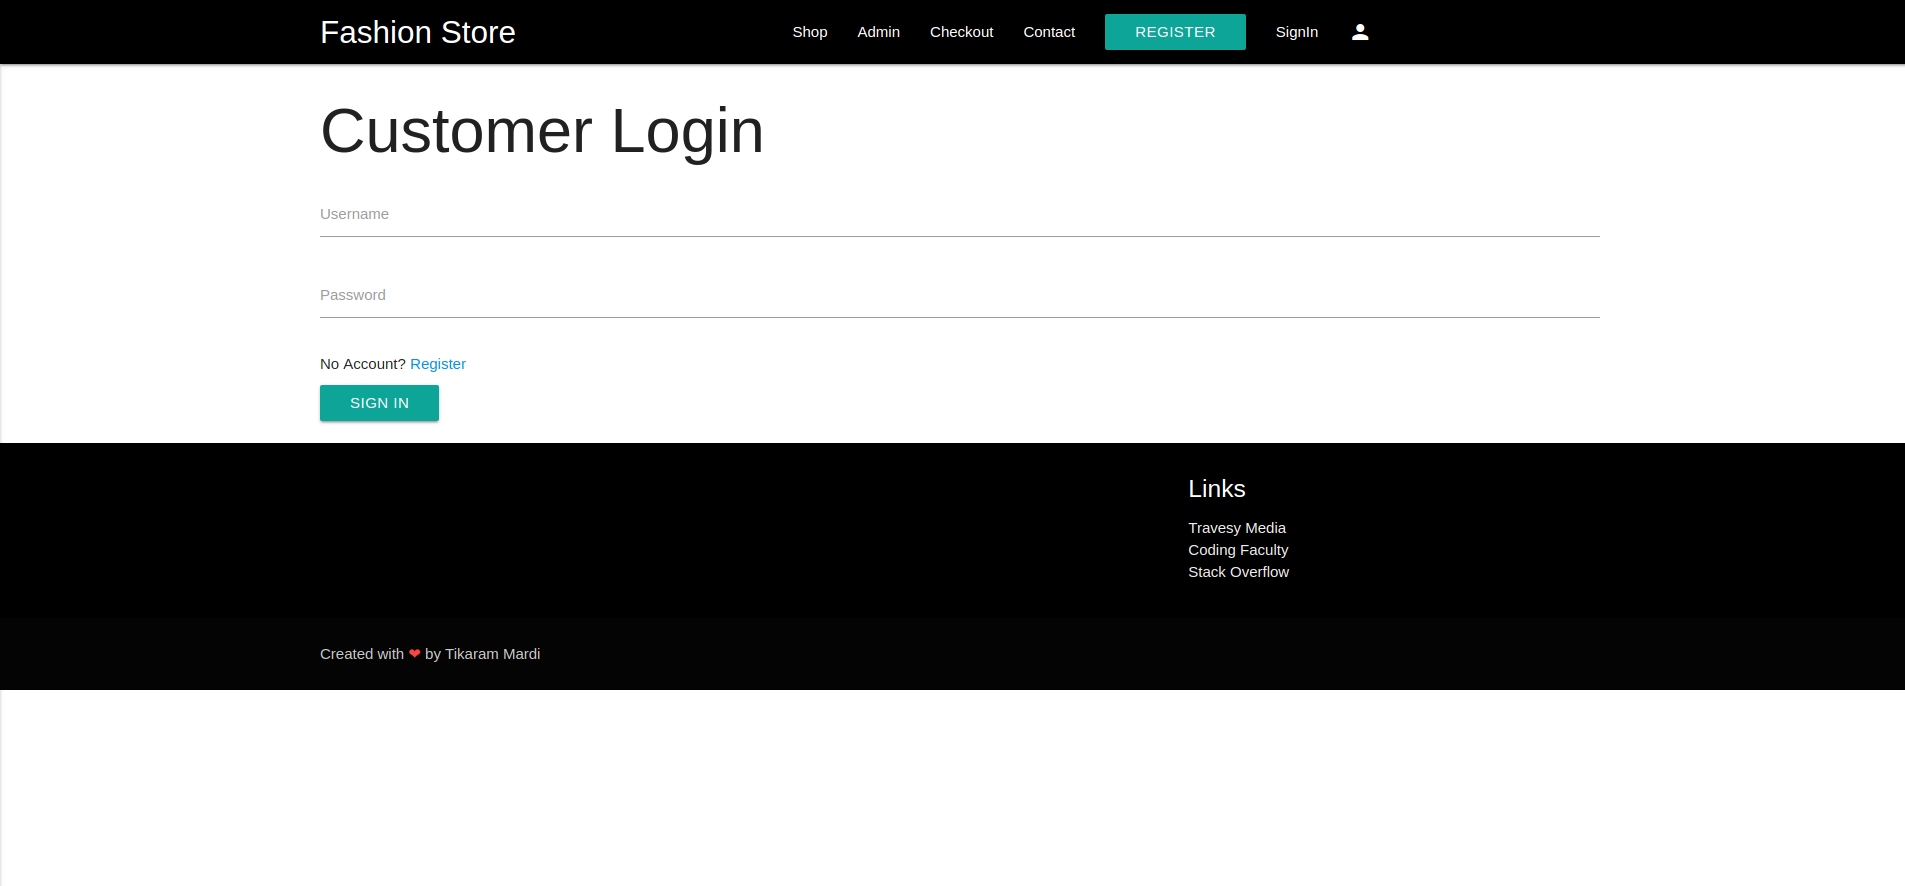 Fashion Store
Shop Admin Checkout Contact REGISTER SignIn
Customer Login
Username
Password
No Account? Register
SIGN IN
Links
Travesy Media
Coding Faculty
Stack Overflow
Created with ❤ by Tikaram Mardi